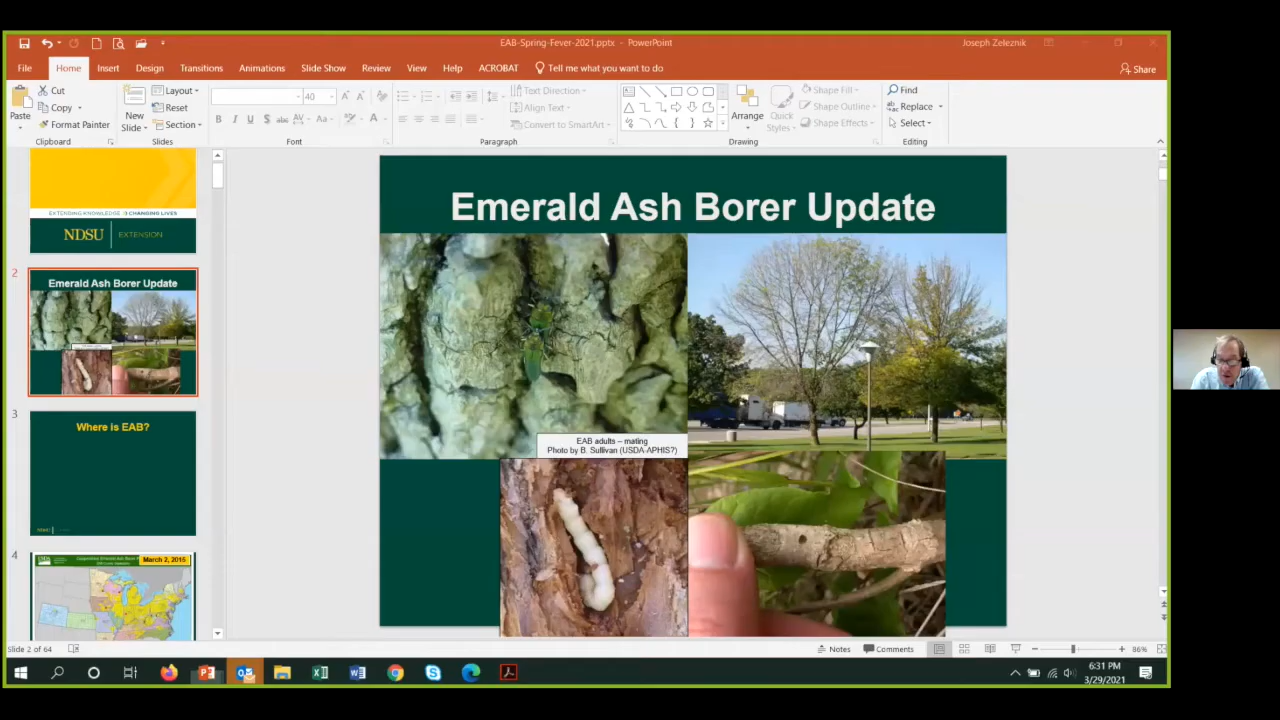 EAB-Spring-Fever-2021.pptx - PowerPoint
Joseph Zeleznik
File Home Insert Design Transitions Animations Slide Show Review View Help ACROBAT Tell me what you want to do Share
Paste
Cut
Copy
Format Painter
Clipboard
New
Slide
Layout
Reset
Section
Slides
40
Font
Text Direction
Align Text
Convert to SmartArt
Paragraph
Arrange
Quick
Styles
Shape Fill
Shape Outline
Shape Effects
Drawing
Find
Replace
Select
Editing
EXTENDING KNOWLEDGE CHANGING LIVES
NDSU EXTENSION
2
Emerald Ash Borer Update
3
Where is EAB?
4
March 2, 2015
Emerald Ash Borer Update
EAB adults – mating
Photo by B. Sullivan (USDA-APHIS?)
Slide 2 of 64
Notes
Comments
86%
6:31 PM
3/29/2021